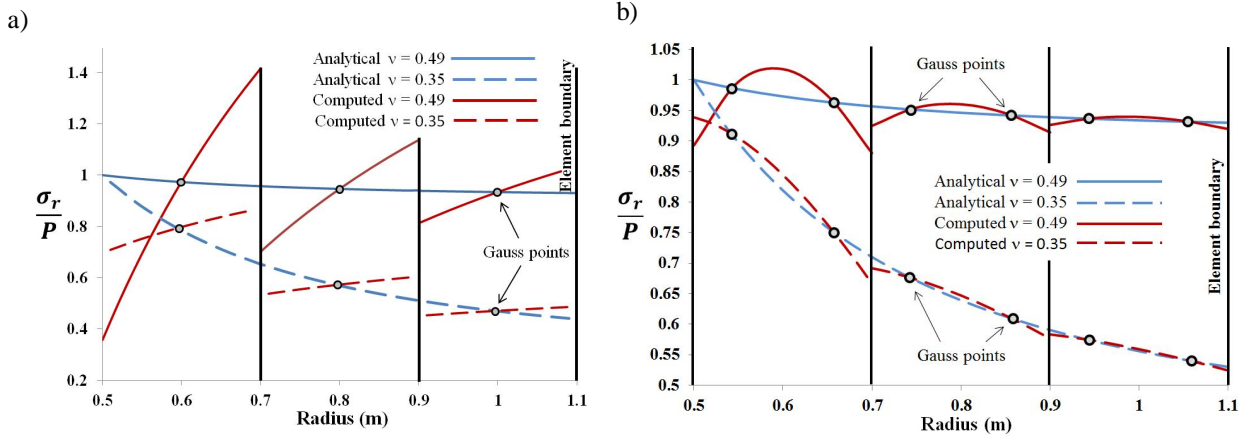 a)
1.4
1.2
1
0.8
0.6
0.4
0.2
σ_r
P
Analytical ν = 0.49
Analytical ν = 0.35
Computed ν = 0.49
Computed ν = 0.35
Element boundary
Gauss points
0.5 0.6 0.7 0.8 0.9 1 1.1
Radius (m)
b)
1.05
1
0.95
0.9
0.85
0.8
0.75
0.7
0.65
0.6
0.55
0.5
σ_r
P
Gauss points
Analytical ν = 0.49
Analytical ν = 0.35
Computed ν = 0.49
Computed ν = 0.35
Element boundary
Gauss points
0.5 0.6 0.7 0.8 0.9 1 1.1
Radius (m)